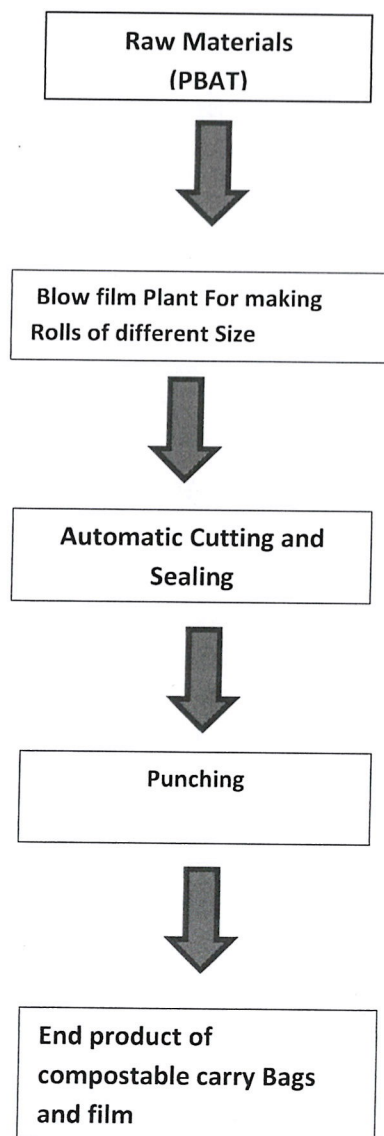 Raw Materials
(PBAT)
Blow film Plant For making
Rolls of different Size
Automatic Cutting and
Sealing
Punching
End product of
compostable carry Bags
and film